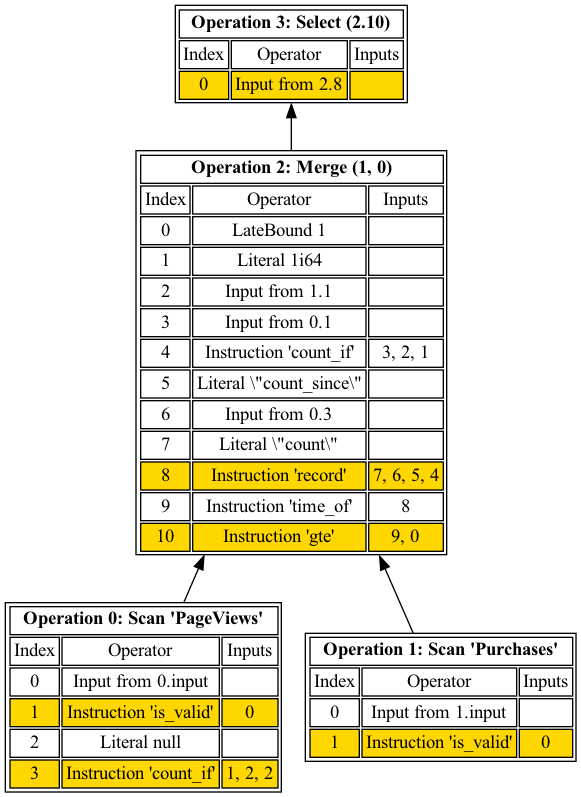 Operation 3: Select (2.10)
Index Operator Inputs
0 Input from 2.8
Operation 2: Merge (1, 0)
Index Operator Inputs
0 LateBound 1
1 Literal 1i64
2 Input from 1.1
3 Input from 0.1
4 Instruction 'count_if' 3, 2, 1
5 Literal \"count_since\"
6 Input from 0.3
7 Literal \"count\"
8 Instruction 'record' 7, 6, 5, 4
9 Instruction 'time_of' 8
10 Instruction 'gte' 9, 0
Operation 0: Scan 'PageViews'
Index Operator Inputs
0 Input from 0.input
1 Instruction 'is_valid' 0
2 Literal null
3 Instruction 'count_if' 1, 2, 2
Operation 1: Scan 'Purchases'
Index Operator Inputs
0 Input from 1.input
1 Instruction 'is_valid' 0